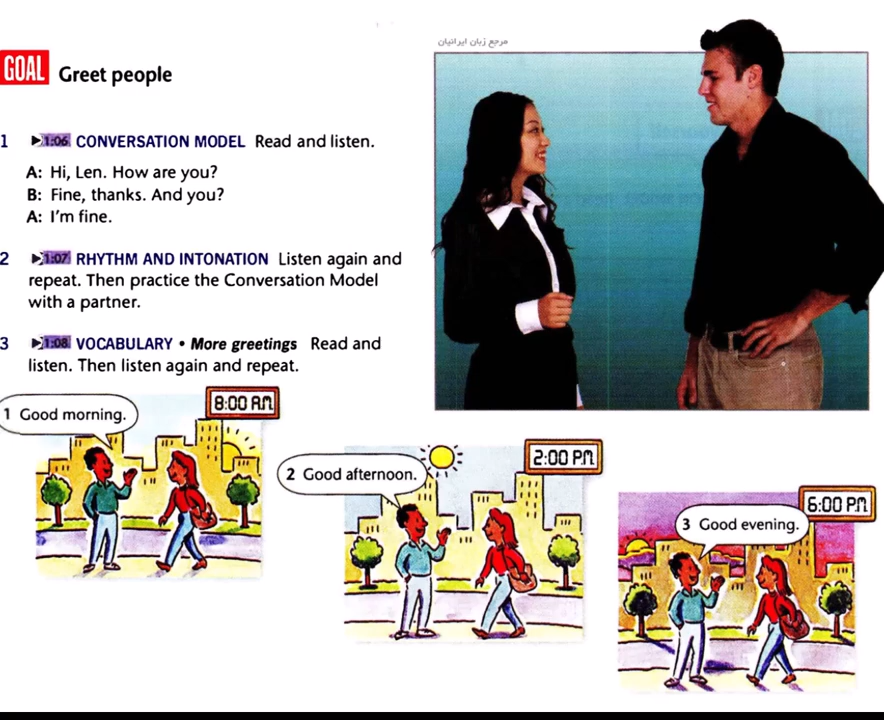 مرجع زبان ایرانیان
GOAL Greet people
1 1:06 CONVERSATION MODEL Read and listen.
A: Hi, Len. How are you?
B: Fine, thanks. And you?
A: I'm fine.
2 1:07 RHYTHM AND INTONATION Listen again and
repeat. Then practice the Conversation Model
with a partner.
3 1:08 VOCABULARY • More greetings Read and
listen. Then listen again and repeat.
1 Good morning.
8:00 AM
2 Good afternoon.
2:00 PM
3 Good evening.
6:00 PM